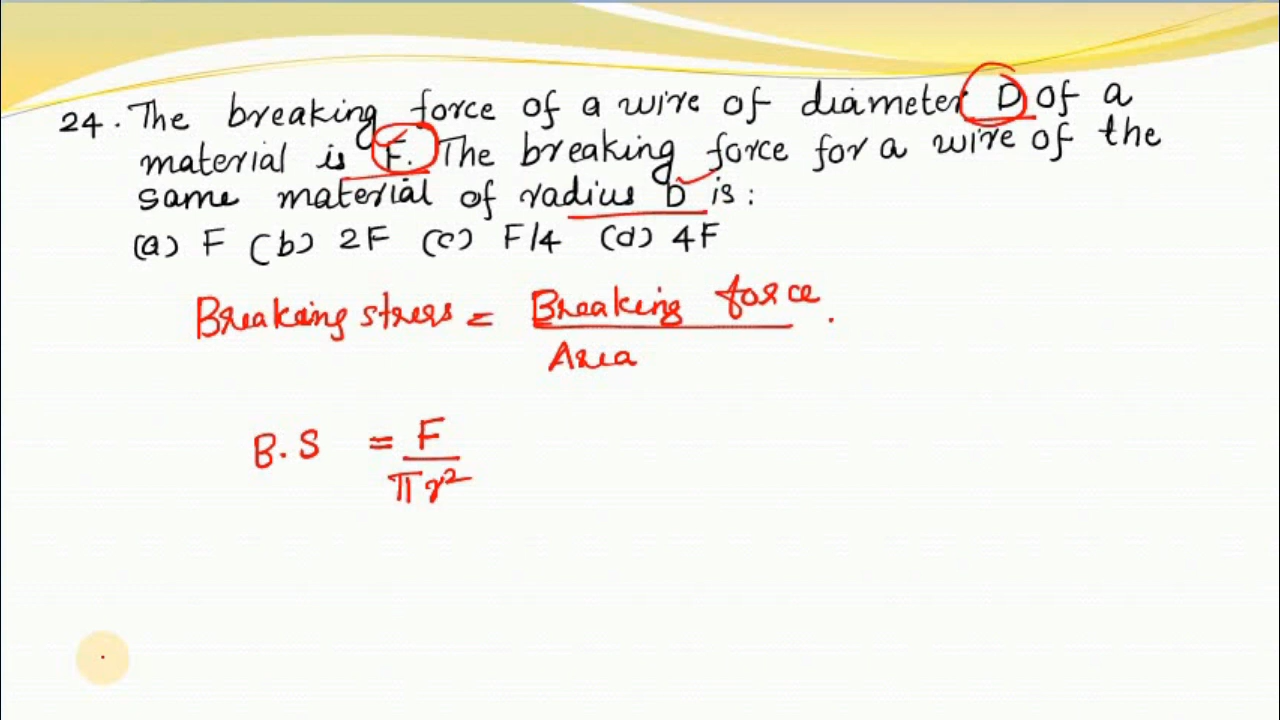 24. The breaking force of a wire of diameter D of a
material is F. The breaking force for a wire of the
same material of radius D is:
(a) F (b) 2F (c) F/4 (d) 4F
Breaking stress = Breaking force.
Area
B.S = F
πr²